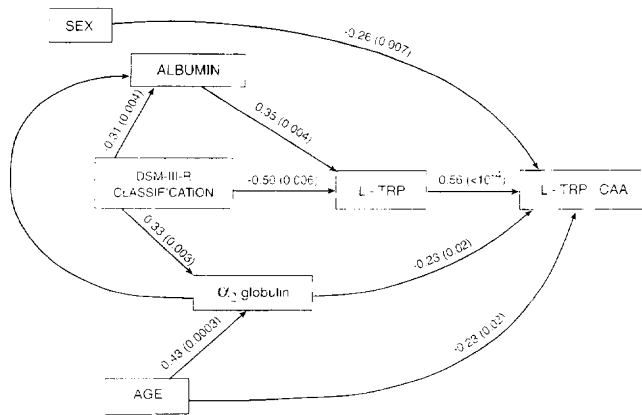 SEX
-0.26 (0.007)
ALBUMIN
-0.31 (0.004)
0.35 (0.004)
DSM-III-R
CLASSIFICATION
-0.50 (0.006)
L - TRP
0.56 (<10⁻⁴)
L - TRP CAA
0.33 (0.003)
-0.23 (0.02)
α₂ globulin
0.43 (0.0003)
-0.23 (0.02)
AGE